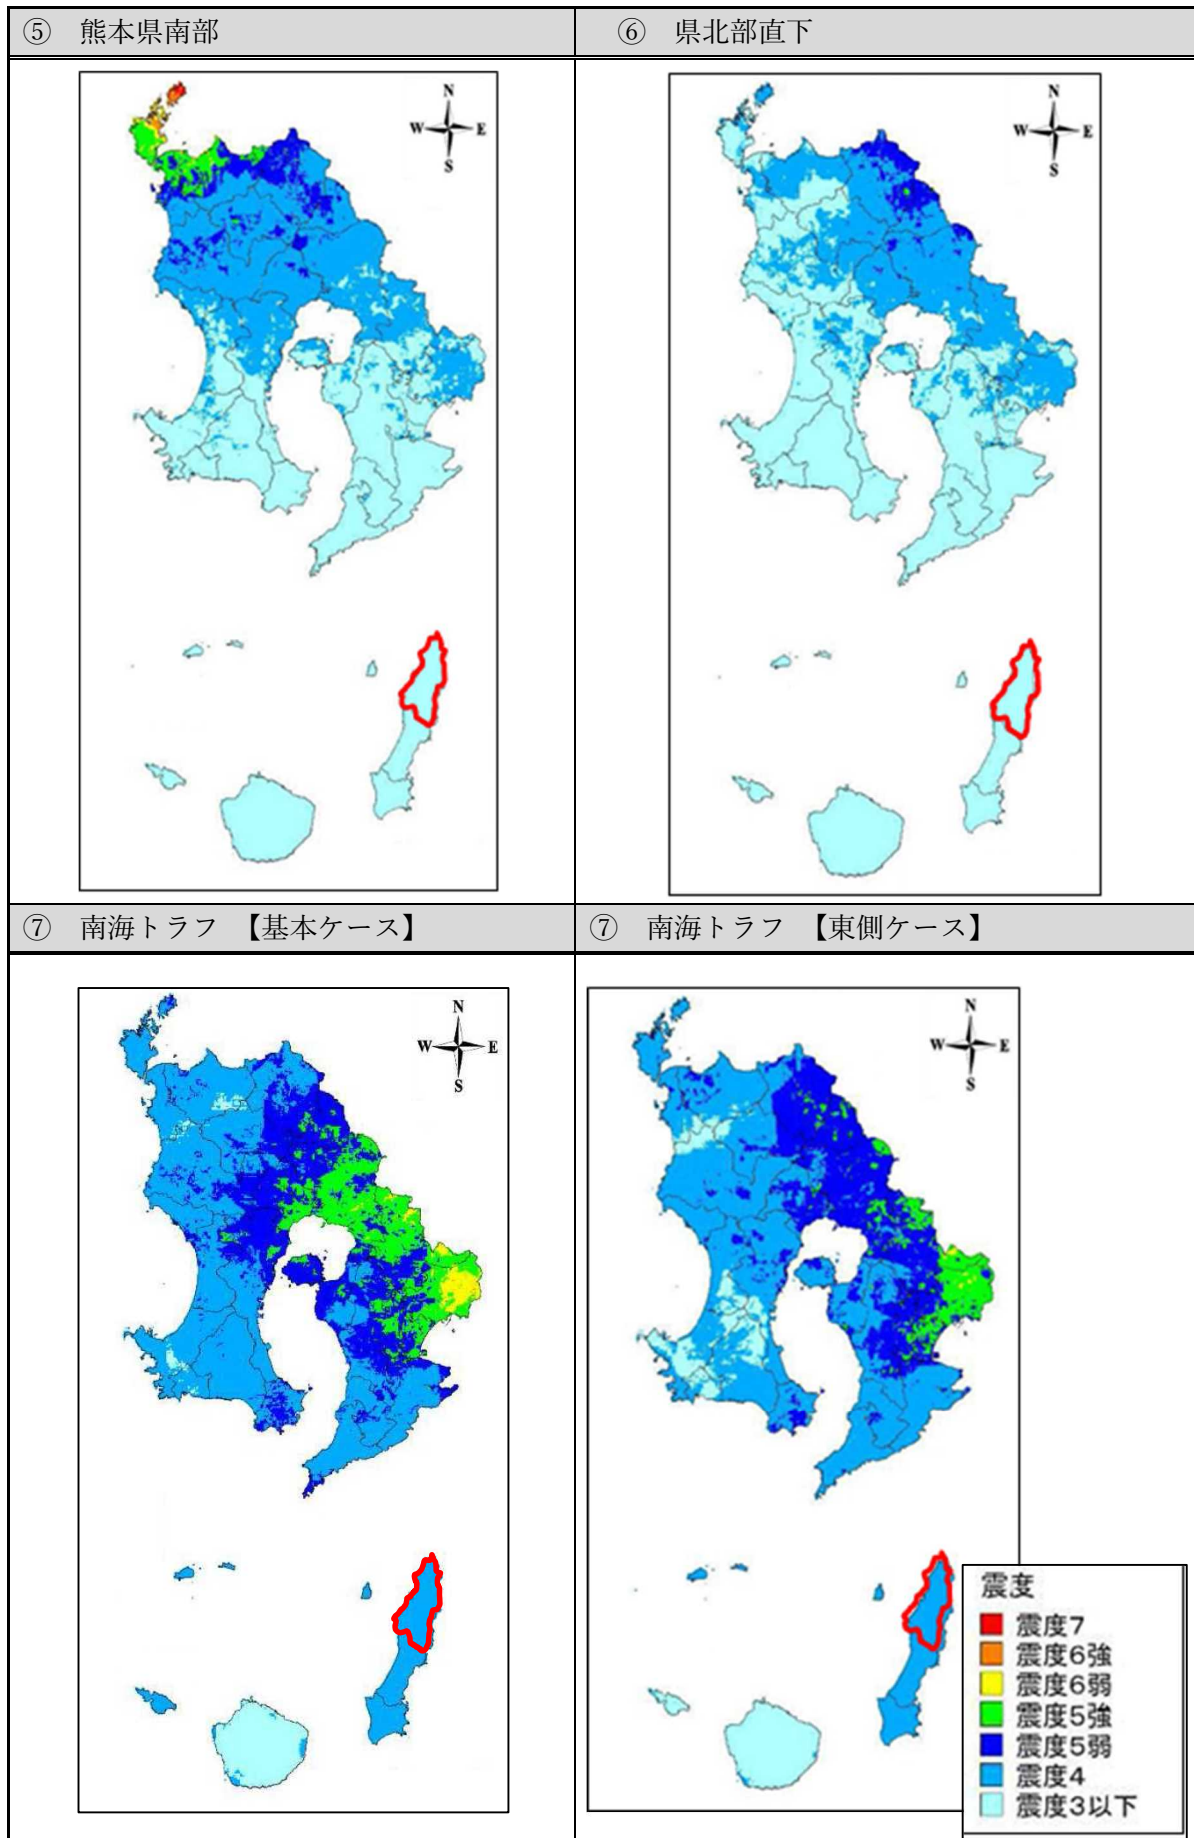 ⑤ 熊本県南部
⑥ 県北部直下
N
W E
S
N
W E
S
⑦ 南海トラフ 【基本ケース】
⑦ 南海トラフ 【東側ケース】
N
W E
S
N
W E
S
震度
震度7
震度6強
震度6弱
震度5強
震度5弱
震度4
震度3以下